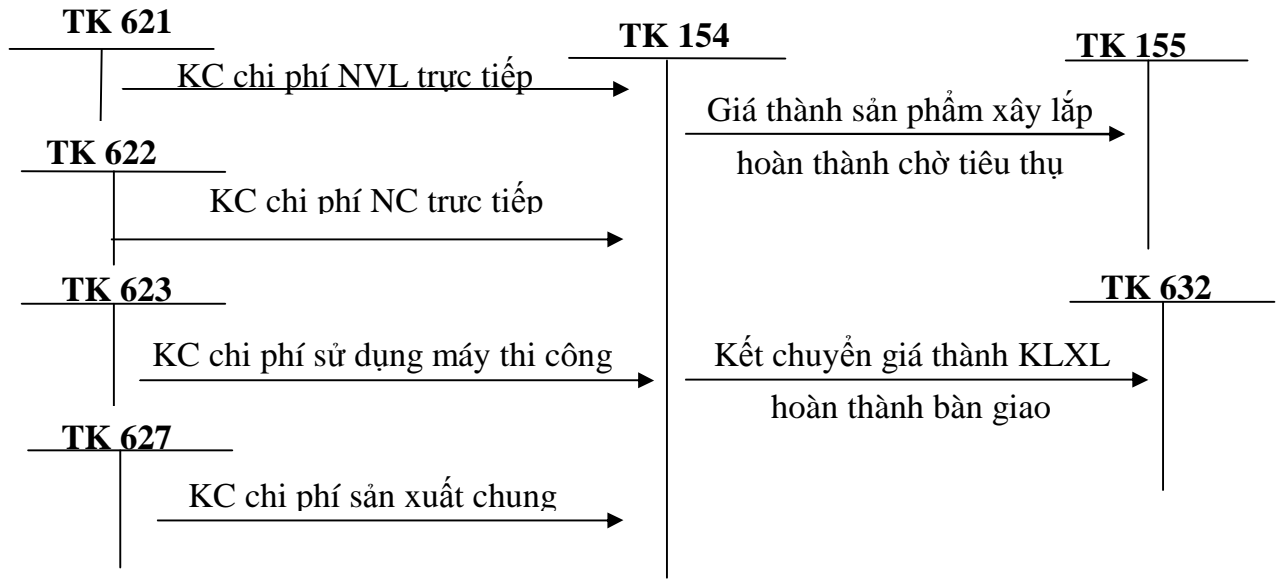 TK 621
TK 154
TK 155
KC chi phí NVL trực tiếp
Giá thành sản phẩm xây lắp
hoàn thành chờ tiêu thụ
TK 622
KC chi phí NC trưc tiếp
TK 623
TK 632
KC chi phí sử dụng máy thi công
Kết chuyển giá thành KLXL
hoàn thành bàn giao
TK 627
KC chi phí sản xuất chung